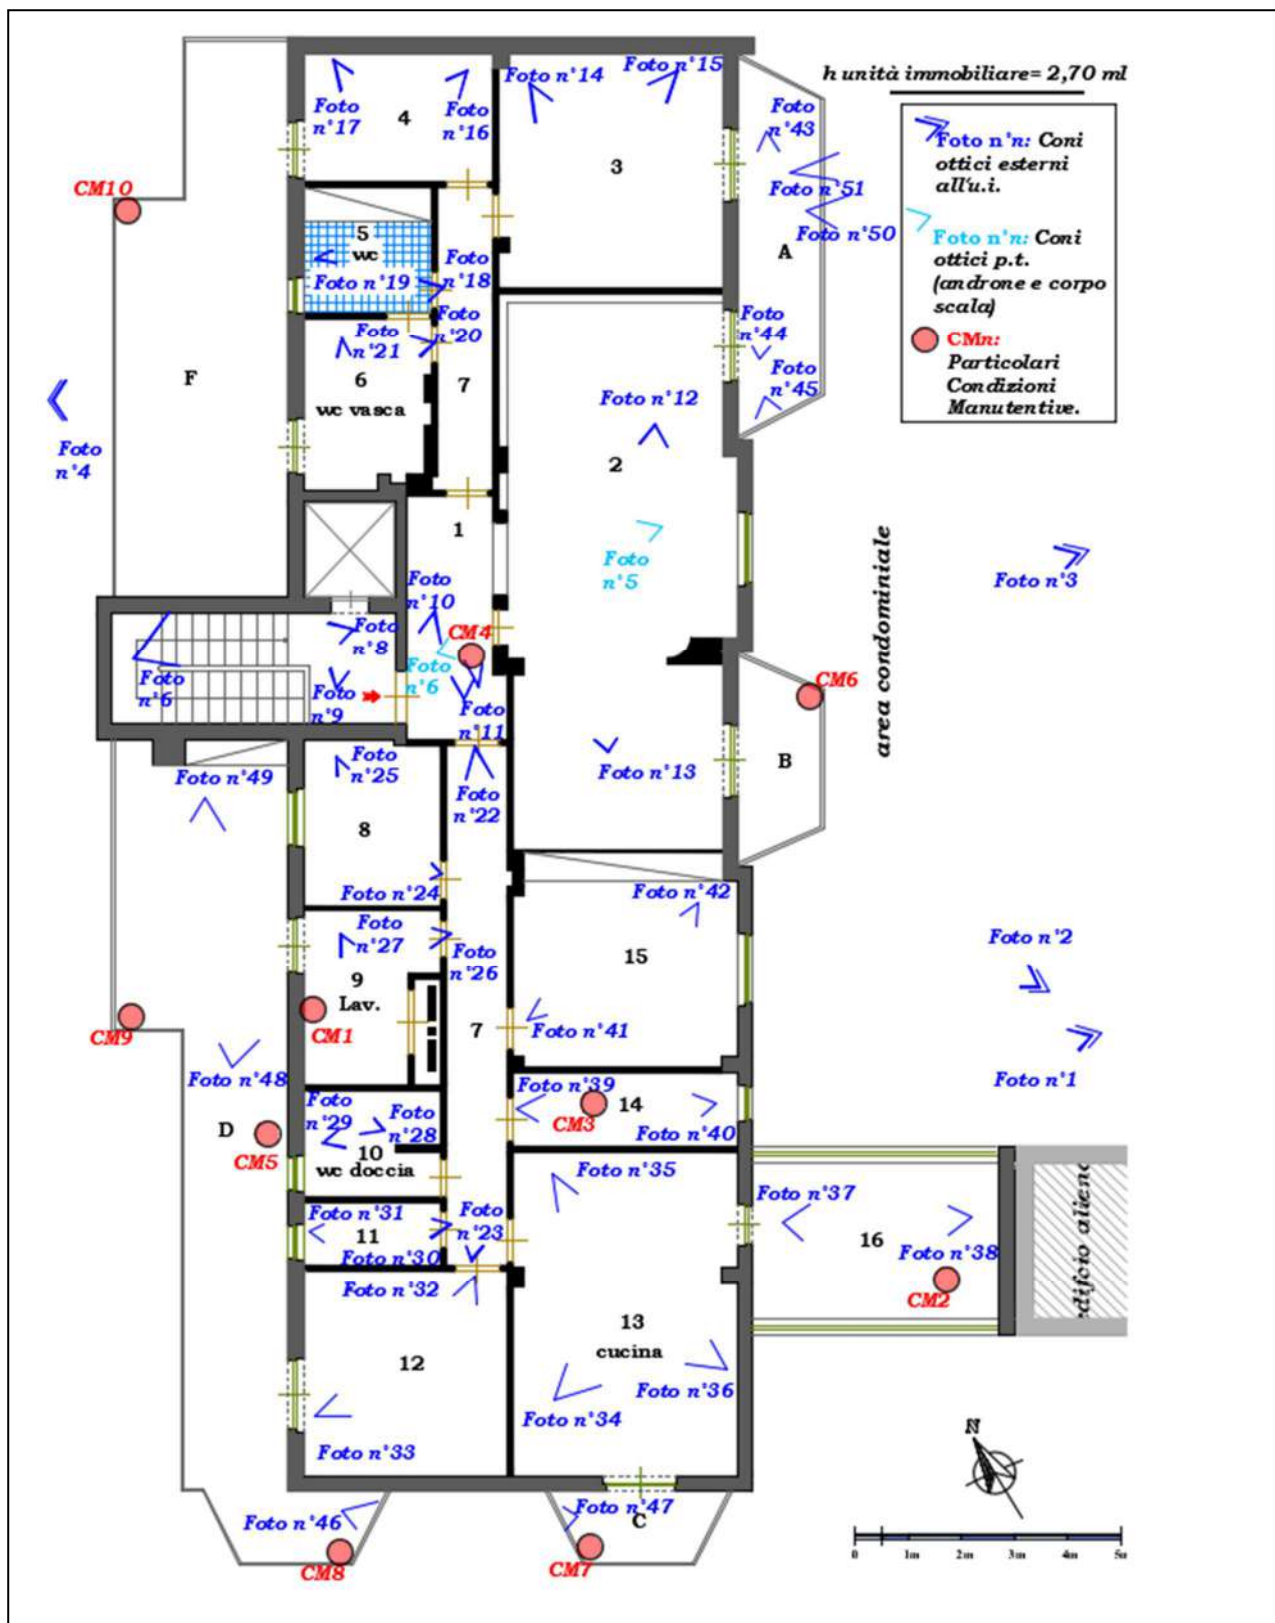 h unità immobiliare= 2,70 ml
Foto n°n: Coni
ottici esterni
all'u.i.
Foto n°n: Coni
ottici p.t.
(androne e corpo
scala)
CMn:
Particolari
Condizioni
Manutentive.
Foto n°14
Foto n°15
Foto
n°17
4
Foto
n°16
3
Foto
n°43
Foto n°51
Foto n°50
A
CM10
5
wc
Foto n°19
Foto
n°18
Foto
n°20
Foto
n°21
6
wc vasca
7
F
Foto
n°4
Foto
n°44
Foto
n°45
Foto n°12
2
Foto
n°5
1
Foto
n°10
CM4
Foto
n°6
Foto
n°8
Foto
n°6
Foto
n°9
Foto
n°11
area condominiale
Foto n°3
CM6
B
Foto n°13
Foto n°49
Foto
n°25
Foto
n°22
8
Foto n°24
Foto n°42
Foto
n°27
Foto
n°26
9
Lav.
CM1
7
15
Foto n°41
Foto n°2
Foto n°1
CM9
Foto n°48
D
CM5
Foto
n°29
Foto
n°28
10
wc doccia
Foto n°39
CM3
14
Foto n°40
Foto n°31
11
Foto n°30
Foto
n°23
Foto n°35
Foto n°37
16
Foto n°38
CM2
edificio alieno
Foto n°32
12
Foto n°33
13
cucina
Foto n°36
Foto n°34
N
Foto n°46
CM8
Foto n°47
C
CM7
0 1m 2m 3m 4m 5m